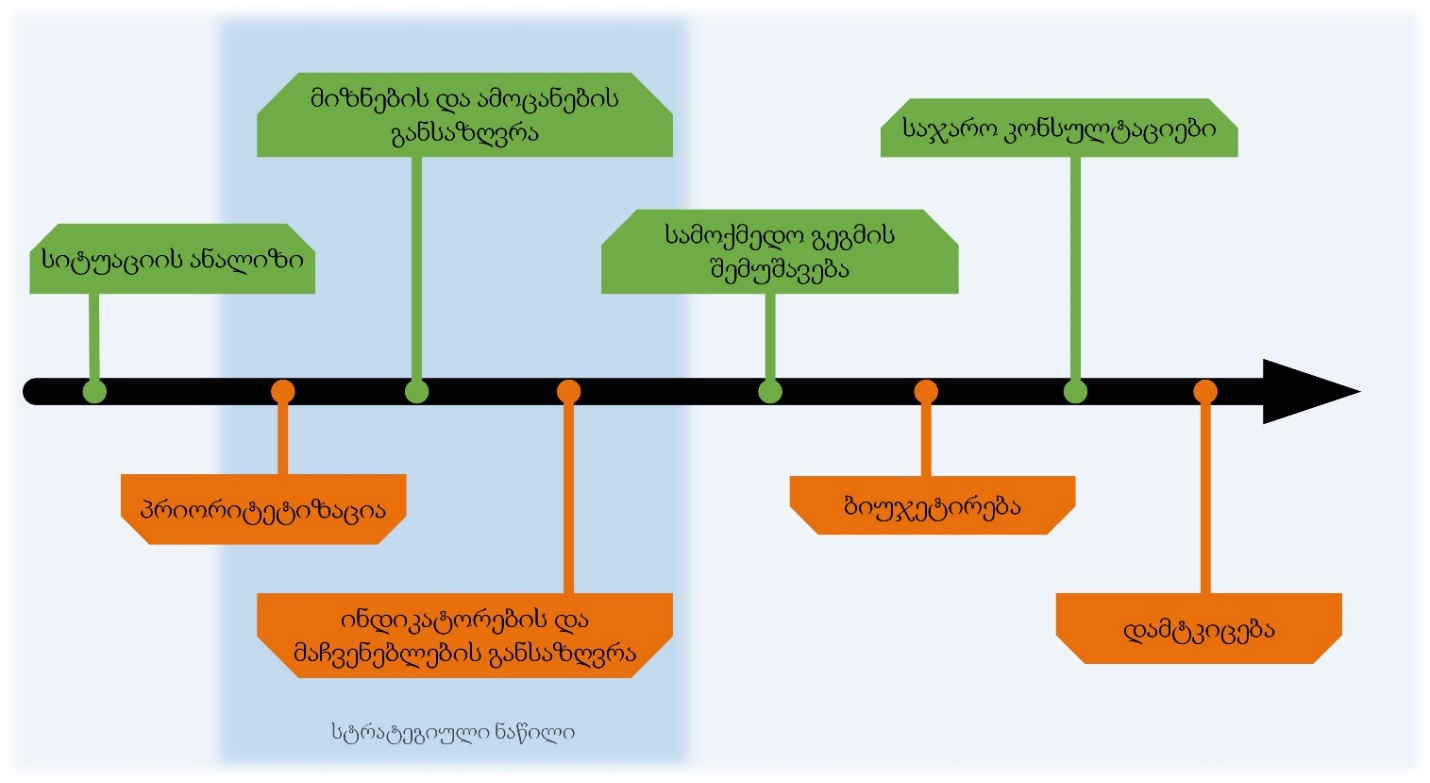 მიზნების და ამოცანების
განსაზღვრა
საჯარო კონსულტაციები
სიტუაციის ანალიზი
სამოქმედო გეგმის
შემუშავება
პრიორიტეტიზაცია
ბიუჯეტირება
ინდიკატორების და
მაჩვენებლების განსაზღვრა
დამტკიცება
სტრატეგიული ნაწილი